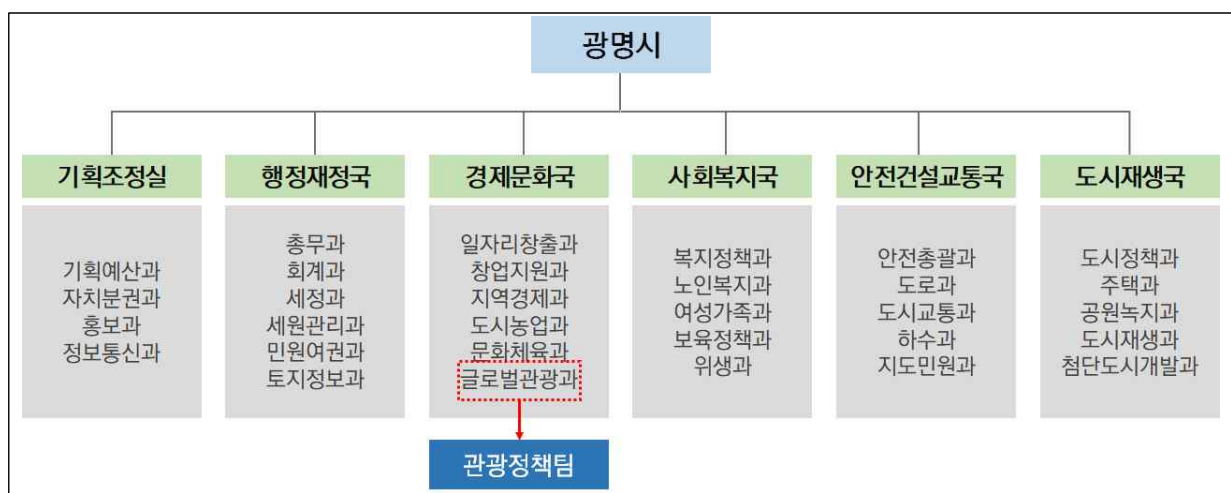 광명시
기획조정실
기획예산과
자치분권과
홍보과
정보통신과
행정재정국
총무과
회계과
세정과
세원관리과
민원여권과
토지정보과
경제문화국
일자리창출과
창업지원과
지역경제과
도시농업과
문화체육과
글로벌관광과
관광정책팀
사회복지국
복지정책과
노인복지과
여성가족과
보육정책과
위생과
안전건설교통국
안전총괄과
도로과
도시교통과
하수과
지도민원과
도시재생국
도시정책과
주택과
공원녹지과
도시재생과
첨단도시개발과